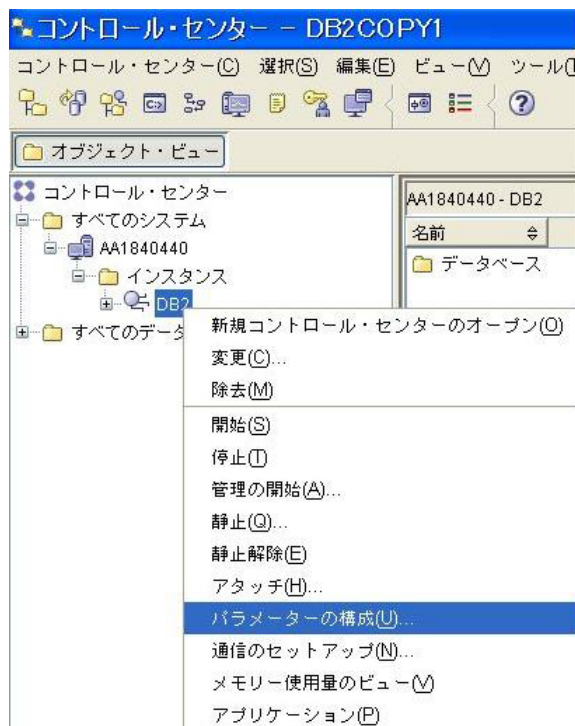 コントロール・センター - DB2COPY1
コントロール・センター(C) 選択(S) 編集(E) ビュー(V) ツール(T
オブジェクト・ビュー
コントロール・センター
すべてのシステム
AA1840440
インスタンス
DB2
すべてのデータ
AA1840440 - DB2
名前
データベース
新規コントロール・センターのオープン(O)
変更(C)...
除去(M)
開始(S)
停止(T)
管理の開始(A)...
静止(Q)...
静止解除(E)
アタッチ(H)...
パラメーターの構成(U)...
通信のセットアップ(N)...
メモリー使用量のビュー(V)
アプリケーション(P)